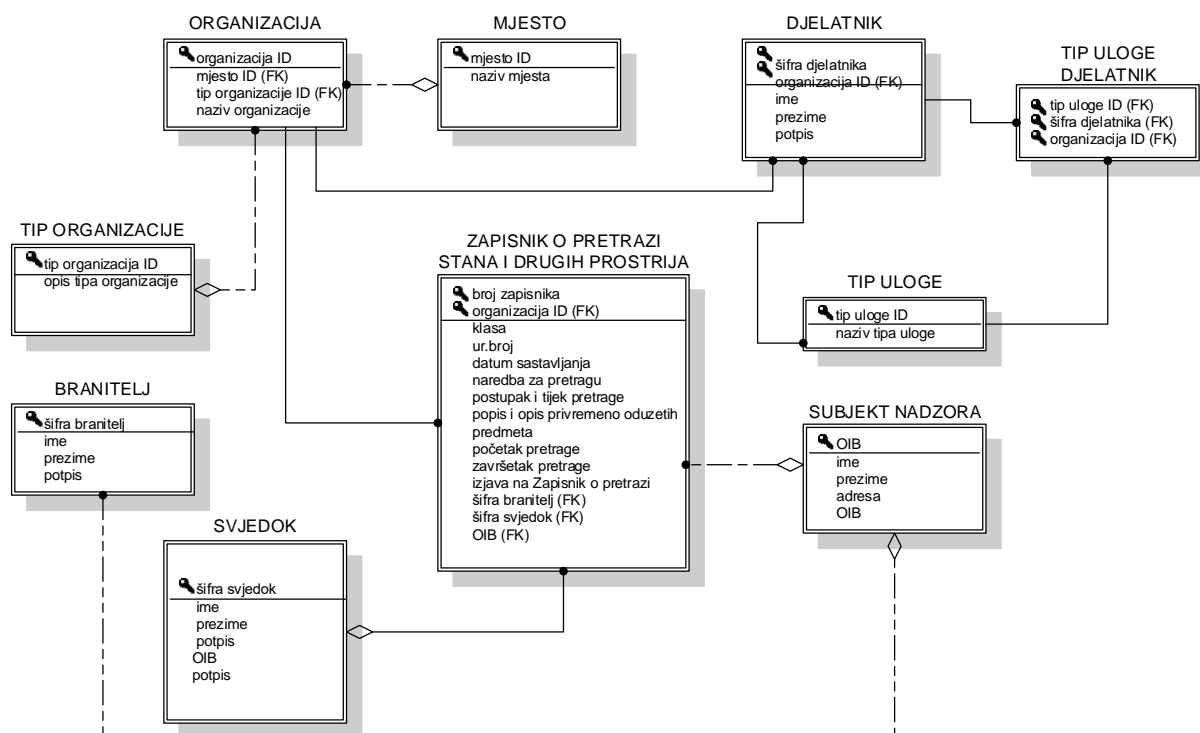 ORGANIZACIJA
organizacija ID
mjesto ID (FK)
tip organizacije ID (FK)
naziv organizacije
MJESTO
mjesto ID
naziv mjesta
DJELATNIK
šifra djelatnika
organizacija ID (FK)
ime
prezime
potpis
TIP ULOGE
DJELATNIK
tip uloge ID (FK)
šifra djelatnika (FK)
organizacija ID (FK)
TIP ORGANIZACIJE
tip organizacija ID
opis tipa organizacije
ZAPISNIK O PRETRAZI
STANA I DRUGIH PROSTRIJA
broj zapisnika
organizacija ID (FK)
klasa
ur.broj
datum sastavljanja
naredba za pretragu
postupak i tijek pretrage
popis i opis privremeno oduzetih
predmeta
početak pretrage
završetak pretrage
izjava na Zapisnik o pretrazi
šifra branitelj (FK)
šifra svjedok (FK)
OIB (FK)
TIP ULOGE
tip uloge ID
naziv tipa uloge
BRANITELJ
šifra branitelj
ime
prezime
potpis
SUBJEKT NADZORA
OIB
ime
prezime
adresa
OIB
SVJEDOK
šifra svjedok
ime
prezime
potpis
OIB
potpis